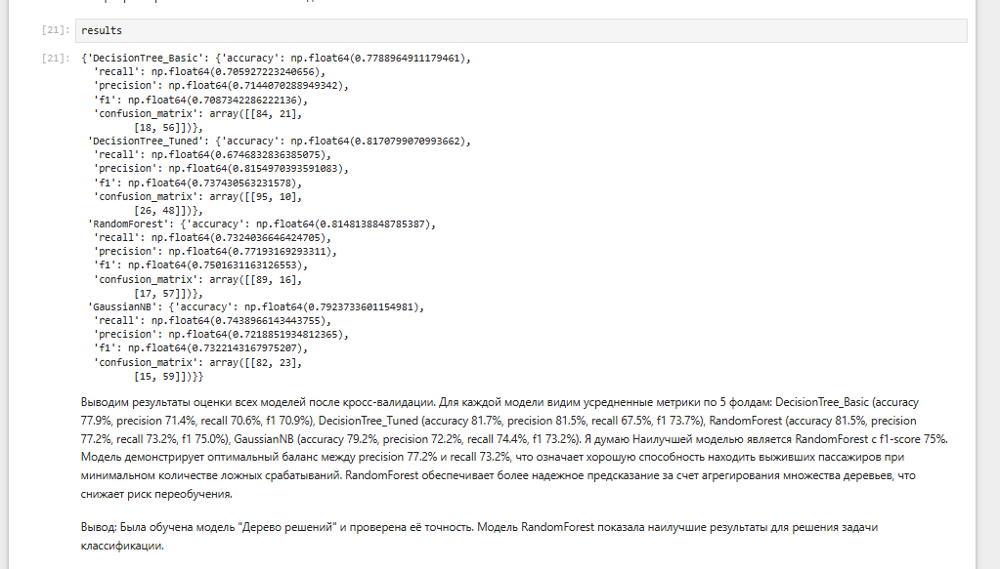 [21]: results
[21]: {'DecisionTree_Basic': {'accuracy': np.float64(0.7788964911179461),
'recall': np.float64(0.705927223240656),
'precision': np.float64(0.7144070288949342),
'f1': np.float64(0.7087342286222136),
'confusion_matrix': array([[84, 21],
[18, 56]])},
'DecisionTree_Tuned': {'accuracy': np.float64(0.8170799070993662),
'recall': np.float64(0.6746832836385075),
'precision': np.float64(0.8154970393591083),
'f1': np.float64(0.737430563231578),
'confusion_matrix': array([[95, 10],
[26, 48]])},
'RandomForest': {'accuracy': np.float64(0.8148138848785387),
'recall': np.float64(0.7324036646424705),
'precision': np.float64(0.77193169293311),
'f1': np.float64(0.7501631163126553),
'confusion_matrix': array([[89, 16],
[17, 57]])},
'GaussianNB': {'accuracy': np.float64(0.7923733601154981),
'recall': np.float64(0.7438966143443755),
'precision': np.float64(0.7218851934812365),
'f1': np.float64(0.7322143167975207),
'confusion_matrix': array([[82, 23],
[15, 59]])}}
Выводим результаты оценки всех моделей после кросс-валидации. Для каждой модели видим усредненные метрики по 5 фолдам: DecisionTree_Basic (accuracy
77.9%, precision 71.4%, recall 70.6%, f1 70.9%), DecisionTree_Tuned (accuracy 81.7%, precision 81.5%, recall 67.5%, f1 73.7%), RandomForest (accuracy 81.5%, precision
77.2%, recall 73.2%, f1 75.0%), GaussianNB (accuracy 79.2%, precision 72.2%, recall 74.4%, f1 73.2%). Я думаю Наилучшей моделью является RandomForest с f1-score 75%.
Модель демонстрирует оптимальный баланс между precision 77.2% и recall 73.2%, что означает хорошую способность находить выживших пассажиров при
минимальном количестве ложных срабатываний. RandomForest обеспечивает более надежное предсказание за счет агрегирования множества деревьев, что
снижает риск переобучения.
Вывод: Была обучена модель "Дерево решений" и проверена её точность. Модель RandomForest показала наилучшие результаты для решения задачи
классификации.